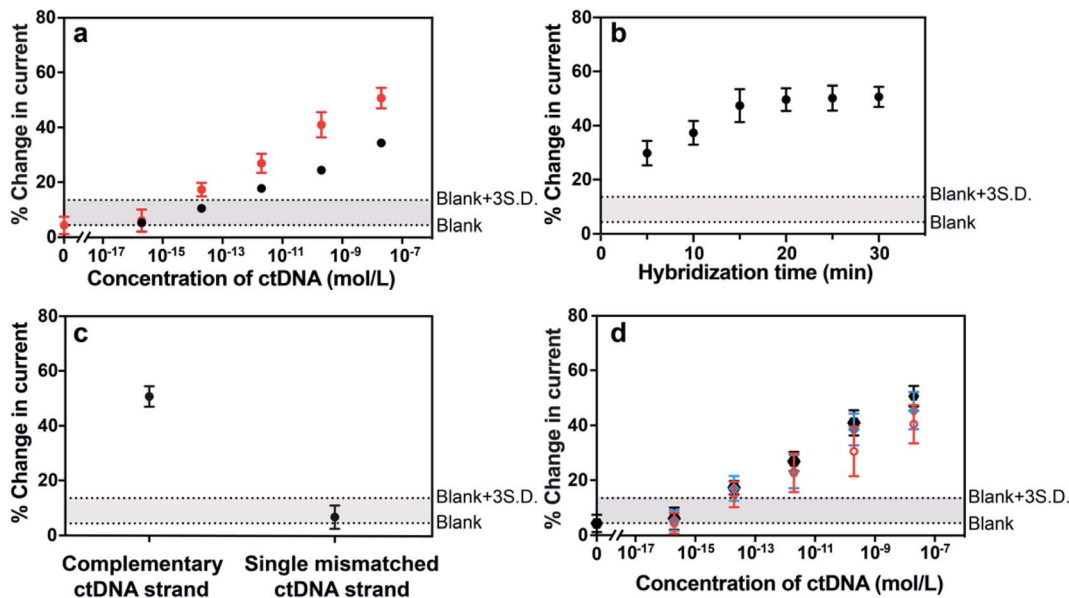 a
80
60
40
20
0
% Change in current
Blank+3S.D.
Blank
0
10⁻¹⁷
10⁻¹⁵
10⁻¹³
10⁻¹¹
10⁻⁹
10⁻⁷
Concentration of ctDNA (mol/L)
b
80
60
40
20
0
% Change in current
Blank+3S.D.
Blank
0
10
20
30
Hybridization time (min)
c
80
60
40
20
0
% Change in current
Blank+3S.D.
Blank
Complementary
ctDNA strand
Single mismatched
ctDNA strand
d
80
60
40
20
0
% Change in current
Blank+3S.D.
Blank
0
10⁻¹⁷
10⁻¹⁵
10⁻¹³
10⁻¹¹
10⁻⁹
10⁻⁷
Concentration of ctDNA (mol/L)